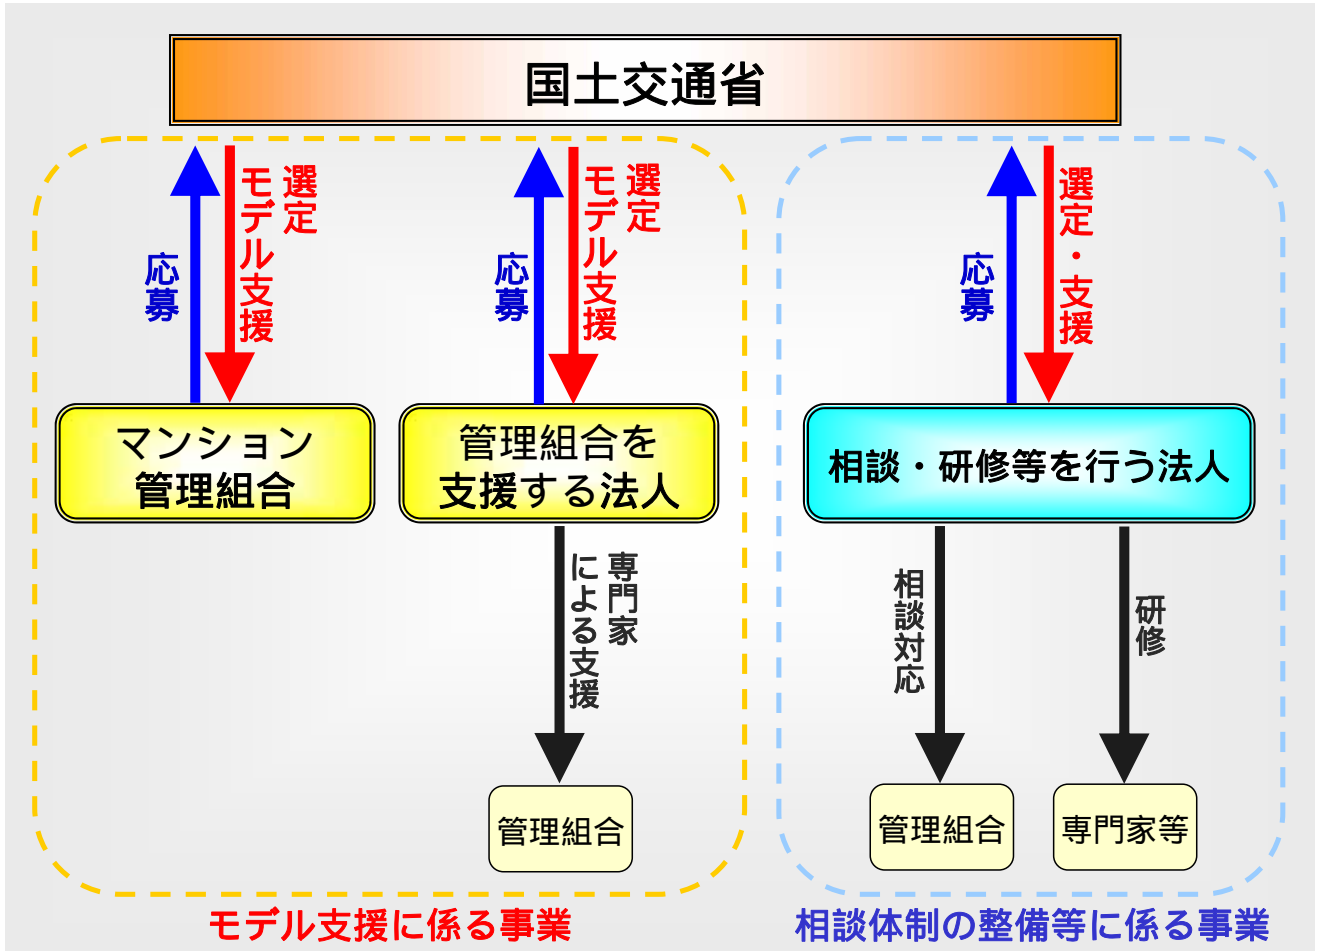 国土交通省
応募
選定
モデル支援
応募
選定
モデル支援
応募
選定・支援
マンション
管理組合
管理組合を
支援する法人
相談・研修等を行う法人
専門家
による支援
相談対応
研修
管理組合
管理組合
専門家等
モデル支援に係る事業
相談体制の整備等に係る事業